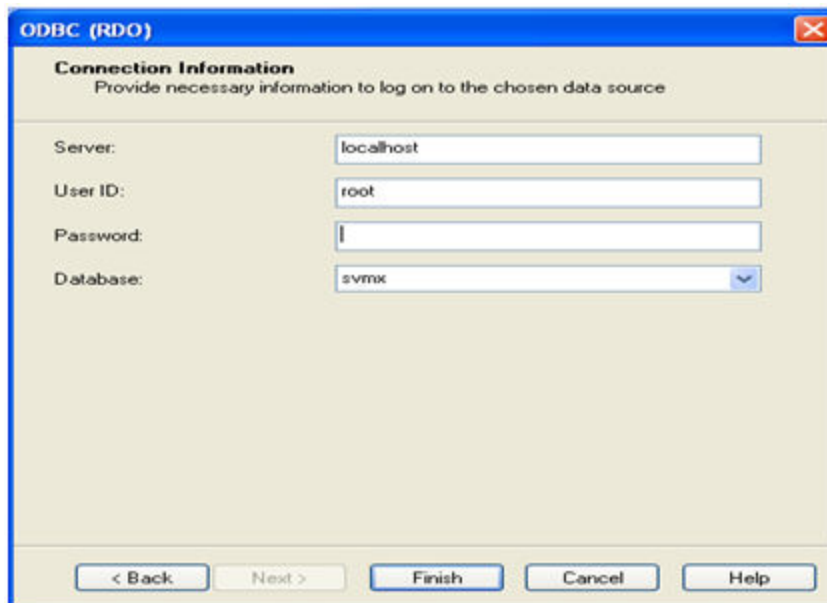 ODBC (RDO)
Connection Information
Provide necessary information to log on to the chosen data source
Server: localhost
User ID: root
Password:
Database: svmx
< Back Next > Finish Cancel Help